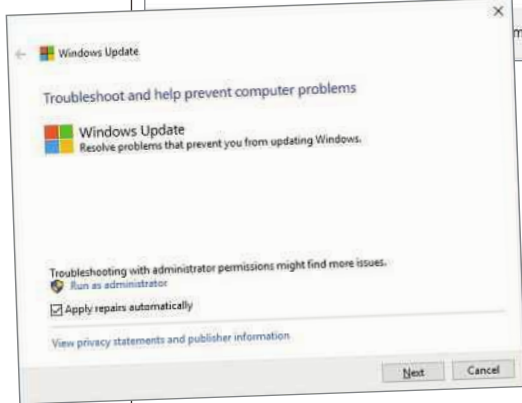 Windows Update
Troubleshoot and help prevent computer problems
Windows Update
Resolve problems that prevent you from updating Windows.
Troubleshooting with administrator permissions might find more issues.
Run as administrator
Apply repairs automatically
View privacy statements and publisher information
Next Cancel